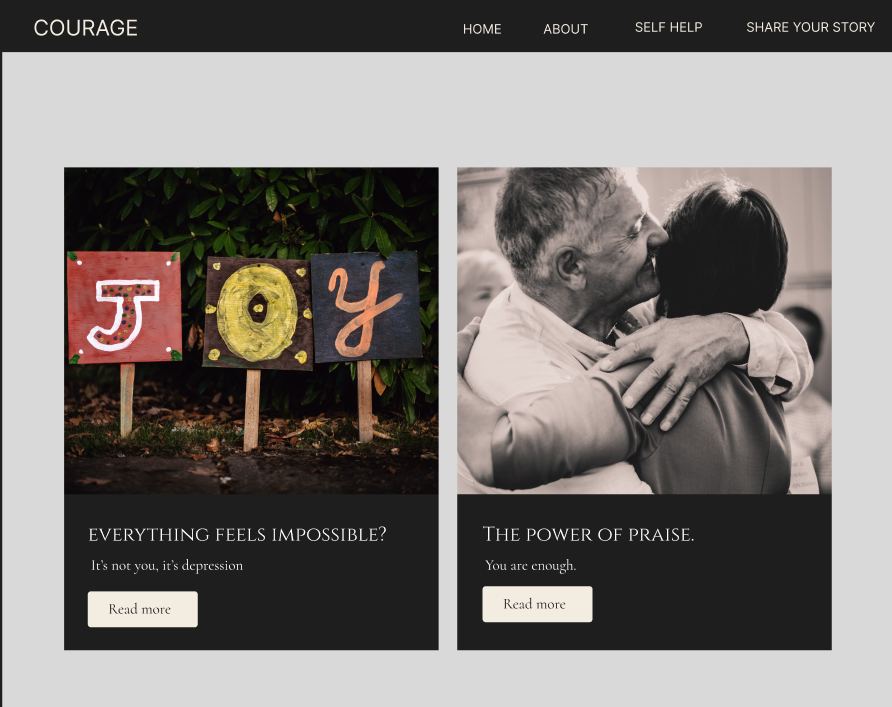 COURAGE
HOME ABOUT SELF HELP SHARE YOUR STORY
J O Y
EVERYTHING FEELS IMPOSSIBLE?
It's not you, it's depression
Read more
THE POWER OF PRAISE.
You are enough.
Read more